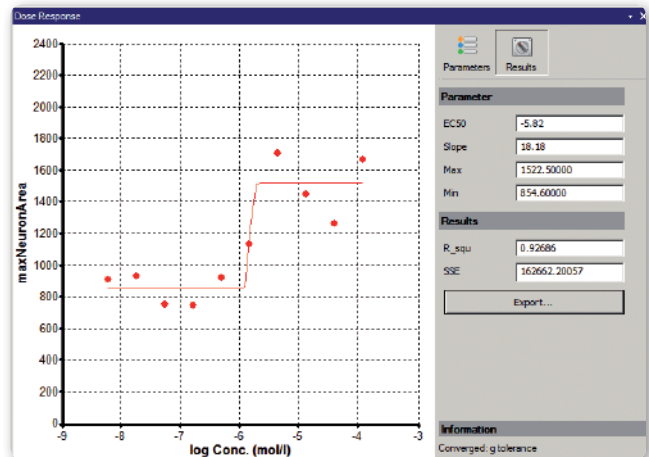 Dose Response
2400
2200
2000
1800
1600
1400
1200
1000
800
600
400
200
0
maxNeuronArea
-9 -8 -7 -6 -5 -4 -3
log Conc. (mol/l)
Parameters Results
Parameter
EC50 -5.82
Slope 18.18
Max 1522.50000
Min 854.60000
Results
R_squ 0.92686
SSE 162662.20057
Export...
Information
Converged: g tolerance